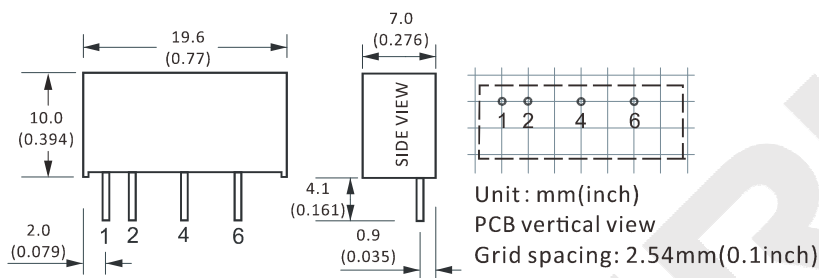 19.6
(0.77)
10.0
(0.394)
2.0
(0.079)
1 2 4 6
7.0
(0.276)
SIDE VIEW
4.1
(0.161)
0.9
(0.035)
1 2 4 6
Unit : mm(inch)
PCB vertical view
Grid spacing: 2.54mm(0.1inch)